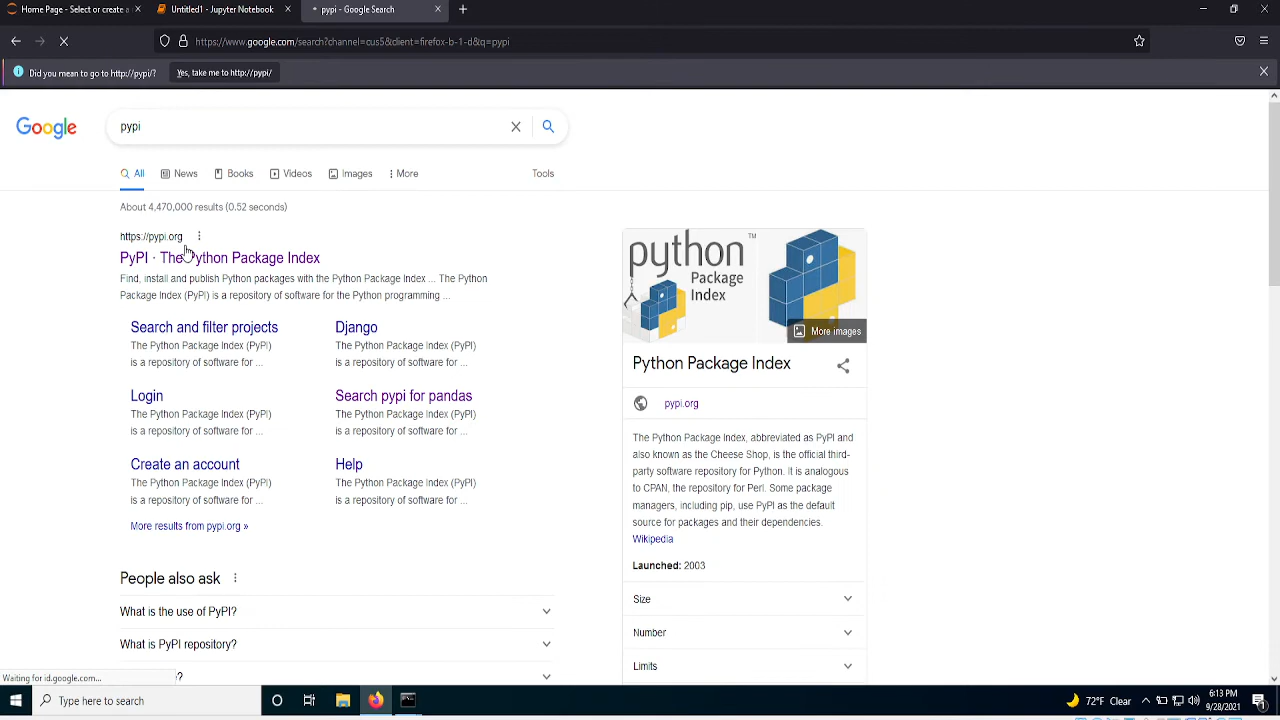 Home Page - Select or create a
Untitled1 - Jupyter Notebook
pypi - Google Search
https://www.google.com/search?channel=cus5&client=firefox-b-1-d&q=pypi
Did you mean to go to http://pypi/?
Yes, take me to http://pypi/
Google
pypi
All
News
Books
Videos
Images
More
Tools
About 4,470,000 results (0.52 seconds)
https://pypi.org
PyPI · The Python Package Index
Find, install and publish Python packages with the Python Package Index ... The Python
Package Index (PyPI) is a repository of software for the Python programming ...
Search and filter projects
The Python Package Index (PyPI)
is a repository of software for ...
Django
The Python Package Index (PyPI)
is a repository of software for ...
Login
The Python Package Index (PyPI)
is a repository of software for ...
Search pypi for pandas
The Python Package Index (PyPI)
is a repository of software for ...
Create an account
The Python Package Index (PyPI)
is a repository of software for ...
Help
The Python Package Index (PyPI)
is a repository of software for ...
More results from pypi.org »
People also ask
What is the use of PyPI?
What is PyPI repository?
?
python
TM
Package
Index
More images
Python Package Index
pypi.org
The Python Package Index, abbreviated as PyPI and
also known as the Cheese Shop, is the official third-
party software repository for Python. It is analogous
to CPAN, the repository for Perl. Some package
managers, including pip, use PyPI as the default
source for packages and their dependencies.
Wikipedia
Launched: 2003
Size
Number
Limits
Waiting for id.google.com...
Type here to search
72°F Clear
6:13 PM
9/28/2021